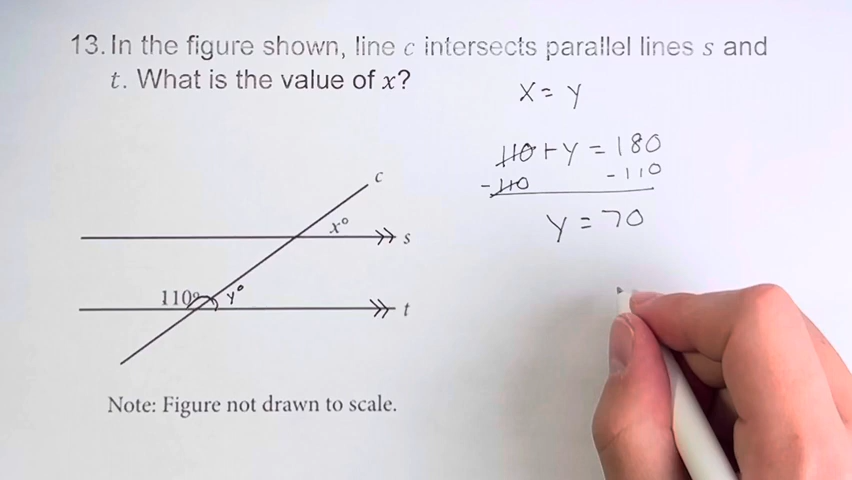 13. In the figure shown, line c intersects parallel lines s and
t. What is the value of x?
x = y
110 + y = 180
-110 -110
y = 70
c
x°
s
110° y°
t
Note: Figure not drawn to scale.